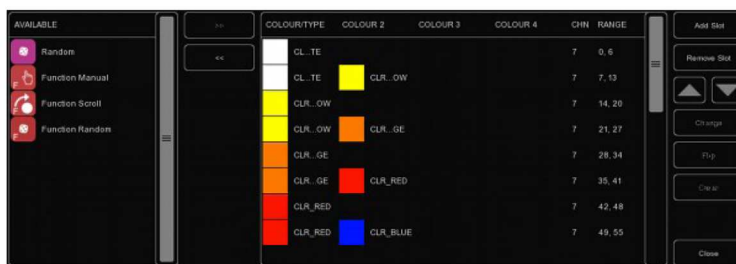 AVAILABLE >> COLOUR/TYPE COLOUR 2 COLOUR 3 COLOUR 4 CHN RANGE Add Slot
Random << CL...TE 7 0, 6 Remove Slot
Function Manual CL...TE CLR...OW 7 7, 13
Function Scroll CLR...OW 7 14, 20
Function Random CLR...OW CLR...GE 7 21, 27 Change
CLR...GE 7 28, 34 Flip
CLR...GE CLR_RED 7 35, 41 Clear
CLR_RED 7 42, 48
CLR_RED CLR_BLUE 7 49, 55
Close